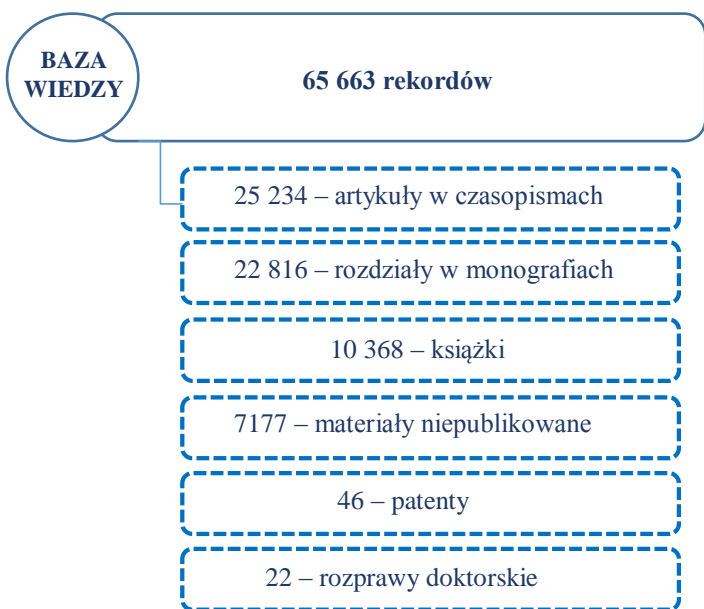 BAZA
WIEDZY
65 663 rekordów
25 234 – artykuły w czasopismach
22 816 – rozdziały w monografiach
10 368 – książki
7177 – materiały niepublikowane
46 – patenty
22 – rozprawy doktorskie